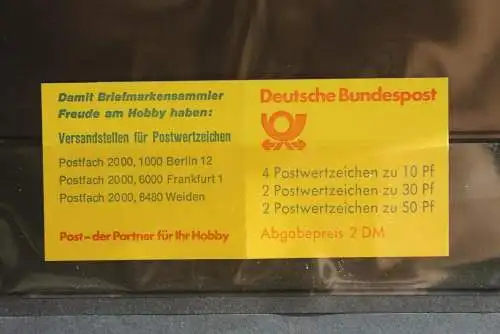 Damit Briefmarkensammler
Freude am Hobby haben:
Versandstellen für Postwertzeichen
Postfach 2000, 1000 Berlin 12
Postfach 2000, 6000 Frankfurt 1
Postfach 2000, 8480 Weiden
Post – der Partner für Ihr Hobby
Deutsche Bundespost
4 Postwertzeichen zu 10 Pf
2 Postwertzeichen zu 30 Pf
2 Postwertzeichen zu 50 Pf
Abgabepreis 2 DM